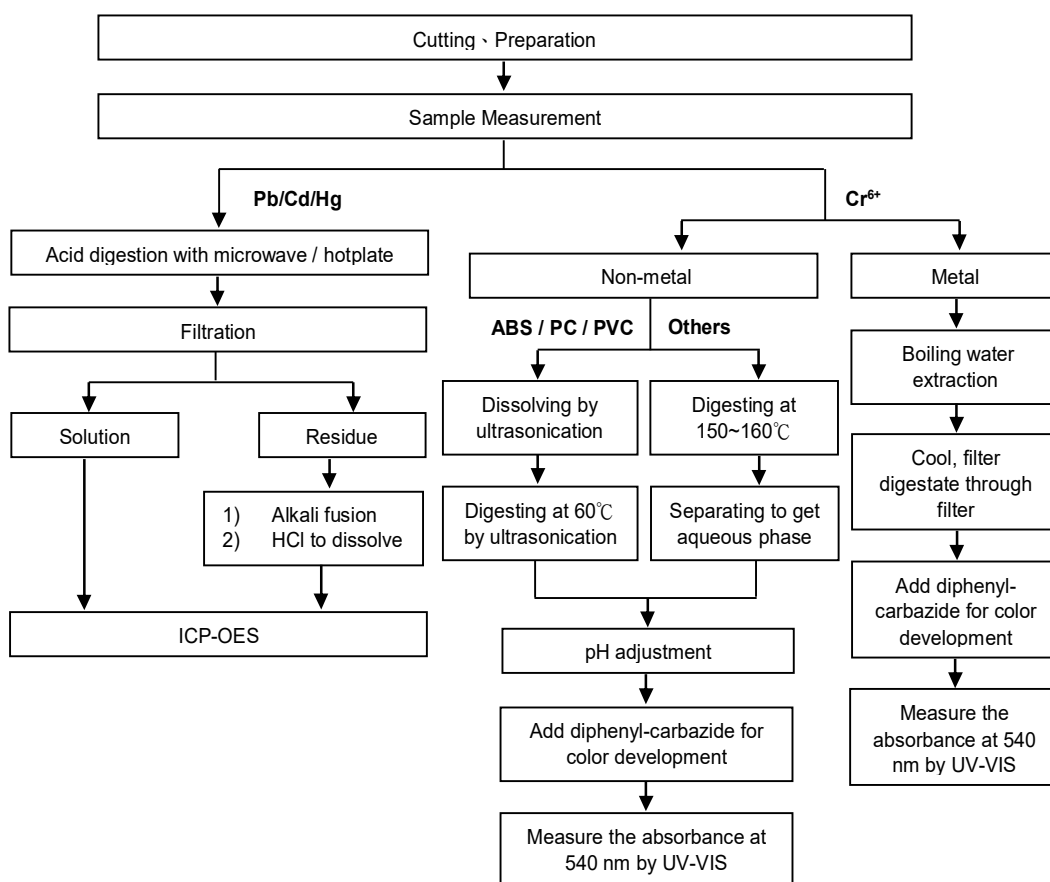 Cutting、Preparation
Sample Measurement
Pb/Cd/Hg
Cr⁶⁺
Acid digestion with microwave / hotplate
Filtration
Solution
Residue
1) Alkali fusion
2) HCl to dissolve
ICP-OES
Non-metal
ABS / PC / PVC
Others
Dissolving by
ultrasonication
Digesting at 60℃
by ultrasonication
Digesting at
150~160℃
Separating to get
aqueous phase
pH adjustment
Add diphenyl-carbazide for
color development
Measure the absorbance at
540 nm by UV-VIS
Metal
Boiling water
extraction
Cool, filter
digestate through
filter
Add diphenyl-
carbazide for color
development
Measure the
absorbance at 540
nm by UV-VIS